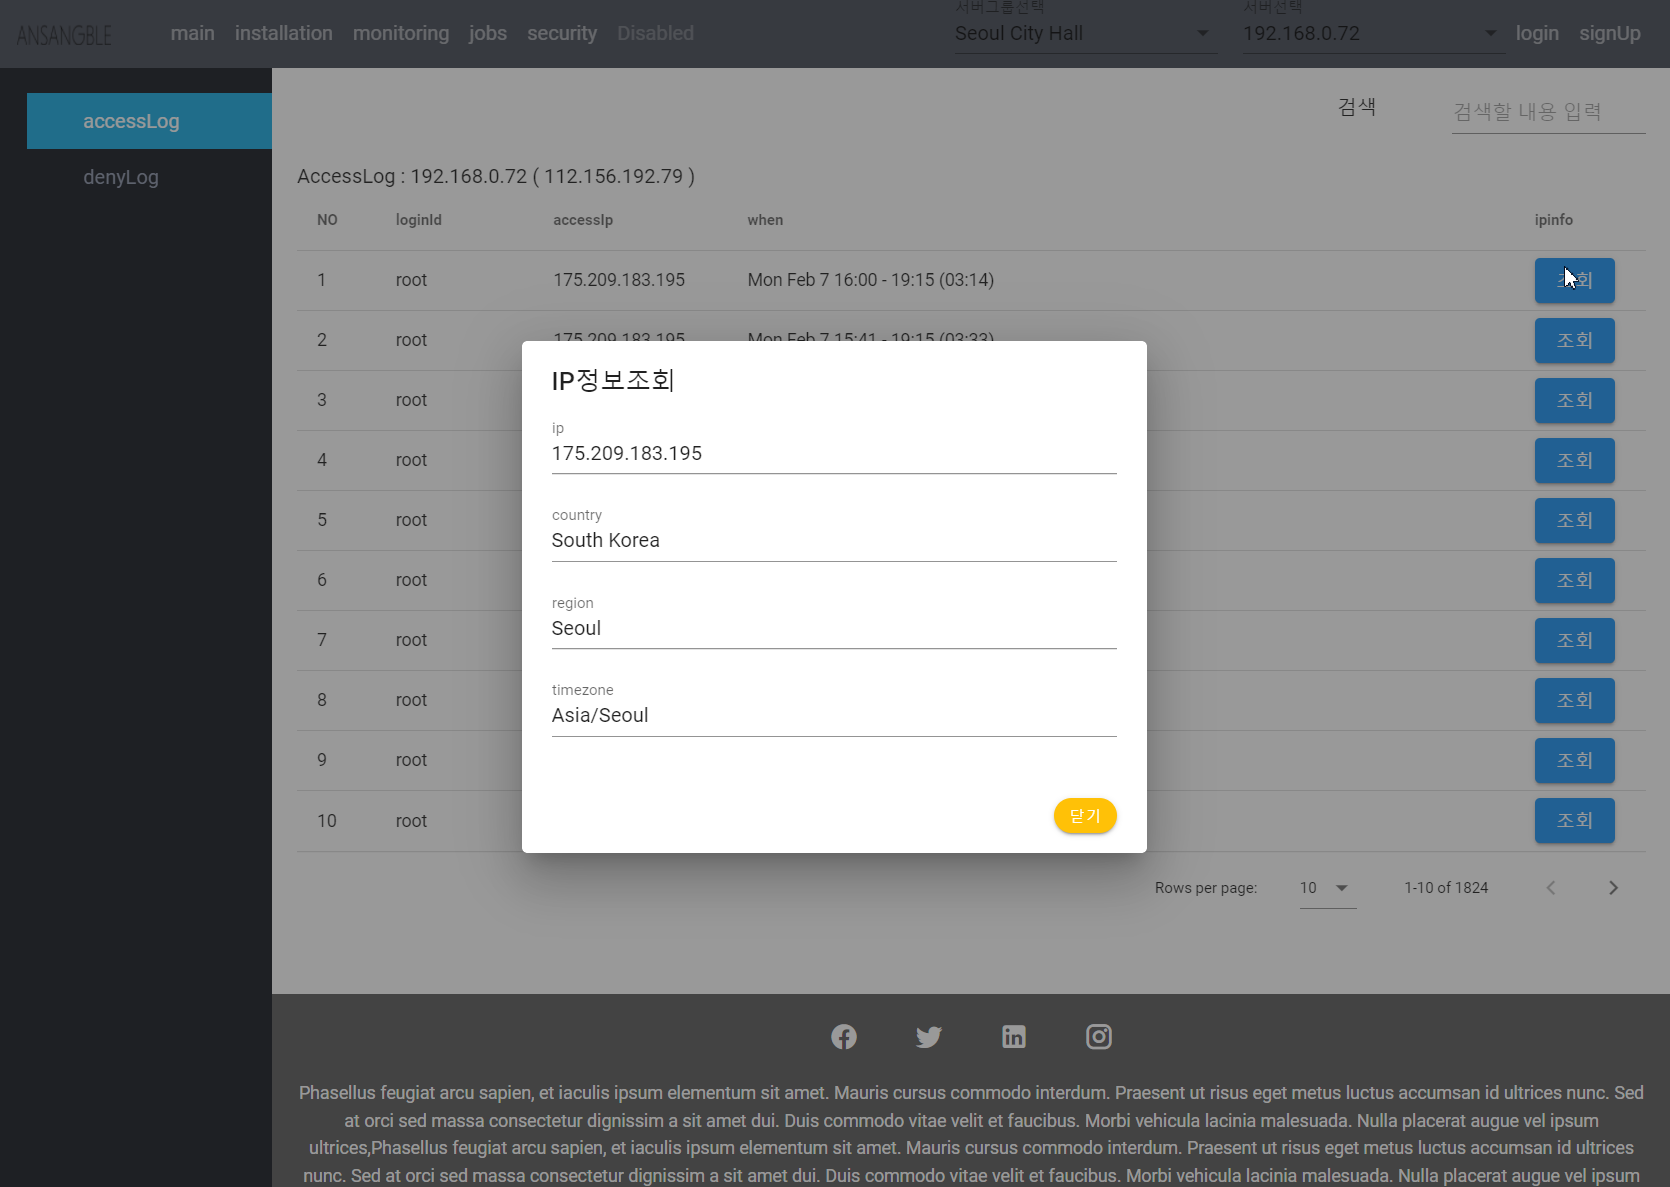 ANSANGBLE
main installation monitoring jobs security Disabled
서버그룹선택
Seoul City Hall
서버선택
192.168.0.72
login signUp
accessLog
denyLog
검색
검색할 내용 입력
AccessLog : 192.168.0.72 ( 112.156.192.79 )
NO loginId accessIp when ipinfo
1 root 175.209.183.195 Mon Feb 7 16:00 - 19:15 (03:14) 조회
2 root 175.209.183.195 Mon Feb 7 15:41 - 19:15 (03:33) 조회
3 root 조회
4 root 조회
5 root 조회
6 root 조회
7 root 조회
8 root 조회
9 root 조회
10 root 조회
IP정보조회
ip
175.209.183.195
country
South Korea
region
Seoul
timezone
Asia/Seoul
닫기
Rows per page: 10 1-10 of 1824
Phasellus feugiat arcu sapien, et iaculis ipsum elementum sit amet. Mauris cursus commodo interdum. Praesent ut risus eget metus luctus accumsan id ultrices nunc. Sed
at orci sed massa consectetur dignissim a sit amet dui. Duis commodo vitae velit et faucibus. Morbi vehicula lacinia malesuada. Nulla placerat augue vel ipsum
ultrices,Phasellus feugiat arcu sapien, et iaculis ipsum elementum sit amet. Mauris cursus commodo interdum. Praesent ut risus eget metus luctus accumsan id ultrices
nunc. Sed at orci sed massa consectetur dignissim a sit amet dui. Duis commodo vitae velit et faucibus. Morbi vehicula lacinia malesuada. Nulla placerat augue vel ipsum